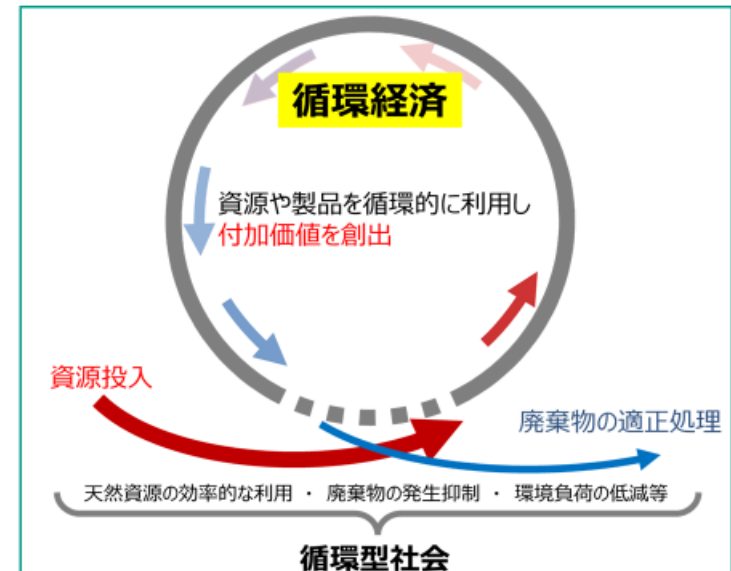 循環経済
資源や製品を循環的に利用し
付加価値を創出
資源投入
廃棄物の適正処理
天然資源の効率的な利用 ・ 廃棄物の発生抑制 ・ 環境負荷の低減等
循環型社会